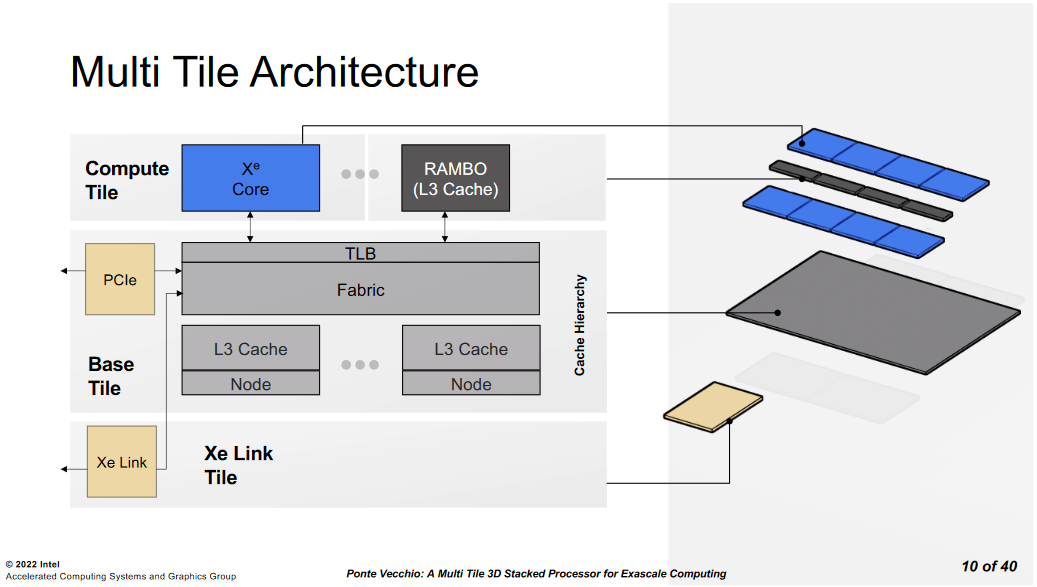 Multi Tile Architecture
Compute
Tile
Xᵉ
Core
RAMBO
(L3 Cache)
TLB
PCIe
Fabric
Cache Hierarchy
L3 Cache
L3 Cache
Base
Tile
Node
Node
Xe Link
Xe Link
Tile
© 2022 Intel
Accelerated Computing Systems and Graphics Group
Ponte Vecchio: A Multi Tile 3D Stacked Processor for Exascale Computing
10 of 40